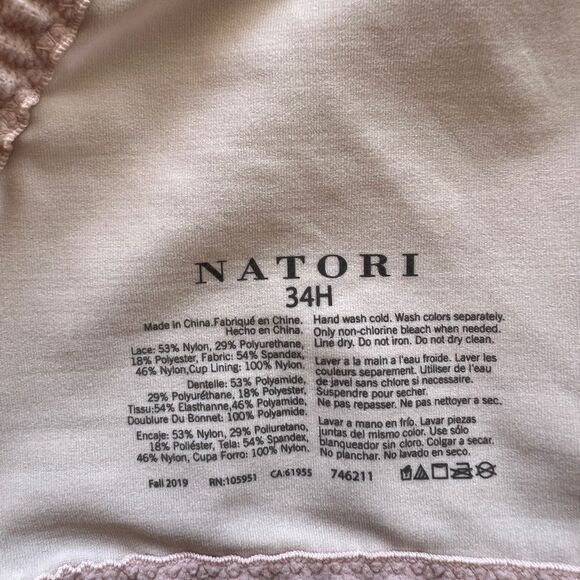 NATORI
34H
Made in China.Fabriqué en Chine.
Hecho en China.
Lace: 53% Nylon, 29% Polyurethane,
18% Polyester, Fabric: 54% Spandex,
46% Nylon,Cup Lining: 100% Nylon.
Dentelle: 53% Polyamide,
29% Polyuréthane, 18% Polyester,
Tissu:54% Elasthanne,46% Polyamide,
Doublure Du Bonnet: 100% Polyamide.
Encaje: 53% Nylon, 29% Poliuretano,
18% Poliéster, Tela: 54% Spandex,
46% Nylon, Cupa Forro: 100% Nylon.
Hand wash cold. Wash colors separately.
Only non-chlorine bleach when needed.
Line dry. Do not iron. Do not dry clean.
Laver a la main a l'eau froide. Laver les
couleurs separement. Utiliser de l'eau
de javel sans chlore si necessaire.
Suspendre pour secher.
Ne pas repasser. Ne pas nettoyer a sec.
Lavar a mano en frío. Lavar piezas
juntas del mismo color. Use sólo
blanqueador sin cloro. Colgar a secar.
No planchar. No lavado en seco.
Fall 2019 RN:105951 CA:61955 746211